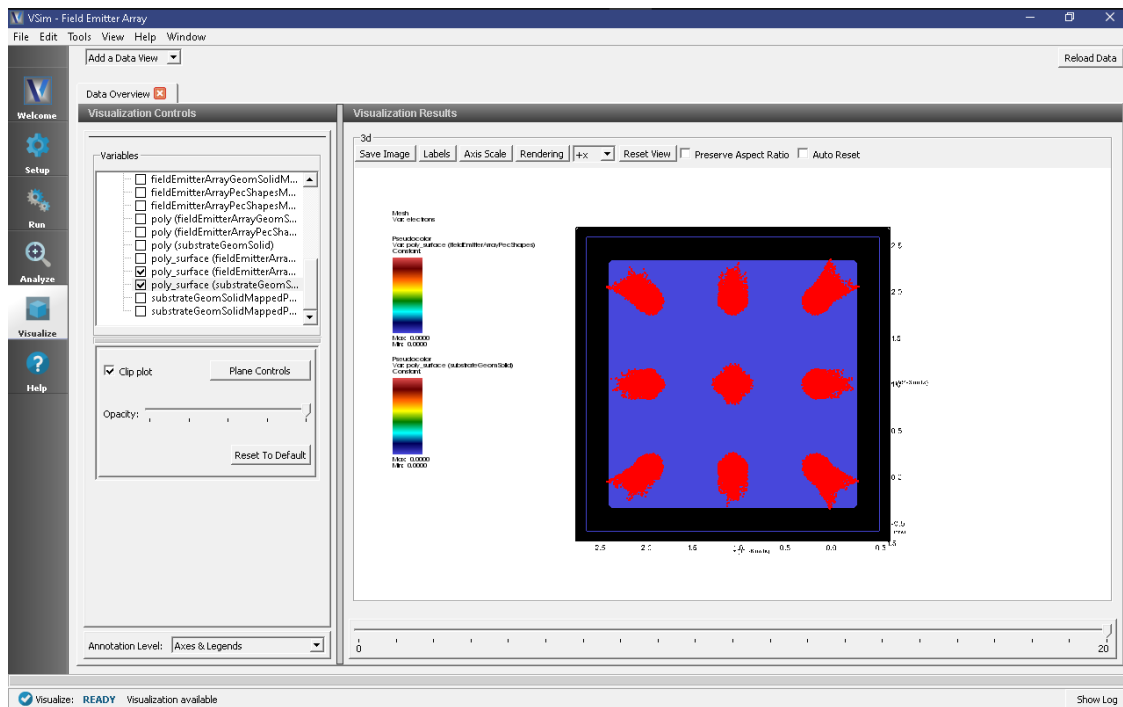 VSim - Field Emitter Array
File Edit Tools View Help Window
Add a Data View
Reload Data
Data Overview
Welcome
Setup
Run
Analyze
Visualize
Help
Visualization Controls
Variables
fieldEmitterArrayGeomSolidM...
fieldEmitterArrayPecShapesM...
fieldEmitterArrayPecShapesM...
poly (fieldEmitterArrayGeomS...
poly (fieldEmitterArrayPecSha...
poly (substrateGeomSolid)
poly_surface (fieldEmitterArra...
poly_surface (fieldEmitterArra...
poly_surface (substrateGeomS...
substrateGeomSolidMappedP...
substrateGeomSolidMappedP...
Clip plot
Plane Controls
Opacity:
Reset To Default
Annotation Level: Axes & Legends
Visualization Results
3d
Save Image Labels Axis Scale Rendering +x Reset View Preserve Aspect Ratio Auto Reset
Mesh
Var: electrons
Pseudocolor
Var: poly_surface (fieldEmitterArrayPecShapes)
Constant
Max: 0.0000
Min: 0.0000
Pseudocolor
Var: poly_surface (substrateGeomSolid)
Constant
Max: 0.0000
Min: 0.0000
2.5
2.0
1.5
0.5
0.0
-0.5
2.5 2.0 1.5 1.0 0.5 0.0
0 20
Visualize: READY Visualization available
Show Log